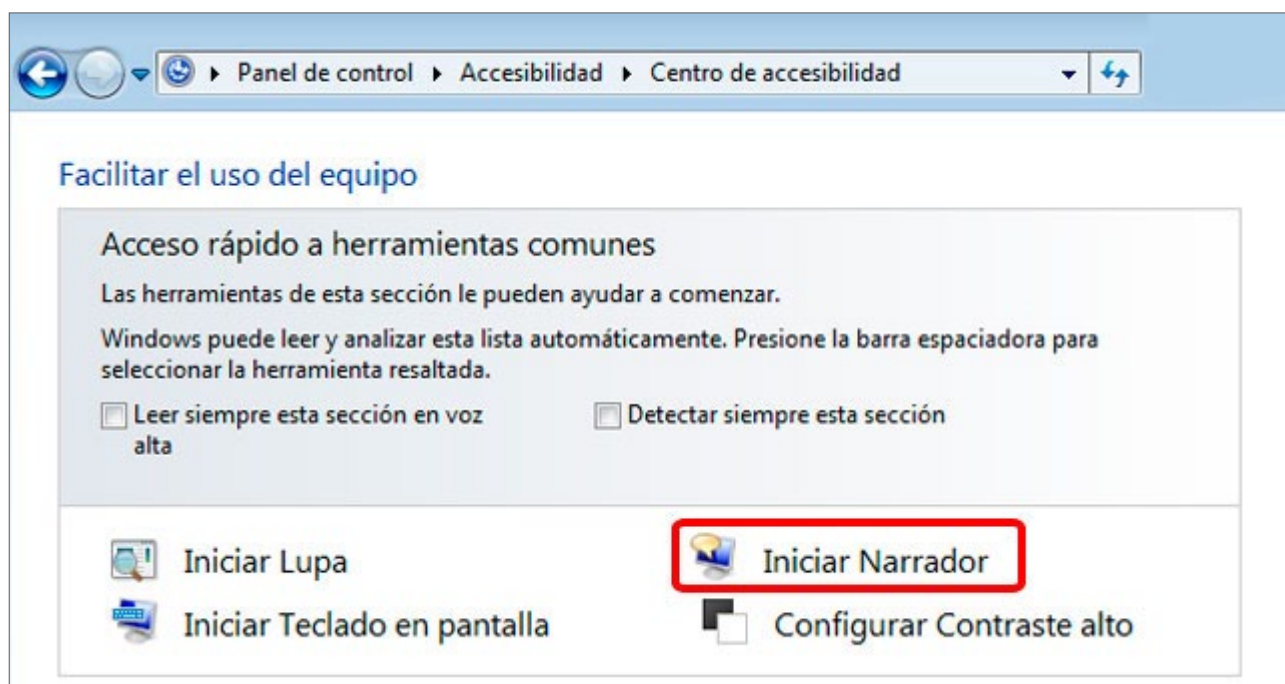 Panel de control Accesibilidad Centro de accesibilidad
Facilitar el uso del equipo
Acceso rápido a herramientas comunes
Las herramientas de esta sección le pueden ayudar a comenzar.
Windows puede leer y analizar esta lista automáticamente. Presione la barra espaciadora para
seleccionar la herramienta resaltada.
Leer siempre esta sección en voz
alta
Detectar siempre esta sección
Iniciar Lupa
Iniciar Narrador
Iniciar Teclado en pantalla
Configurar Contraste alto